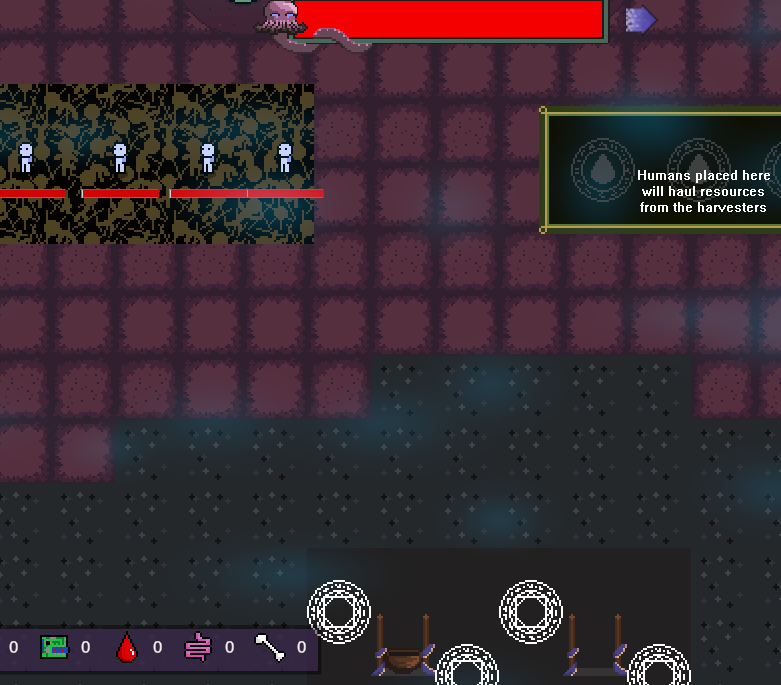 Humans placed here
will haul resources
from the harvesters
0 0 0 0 0